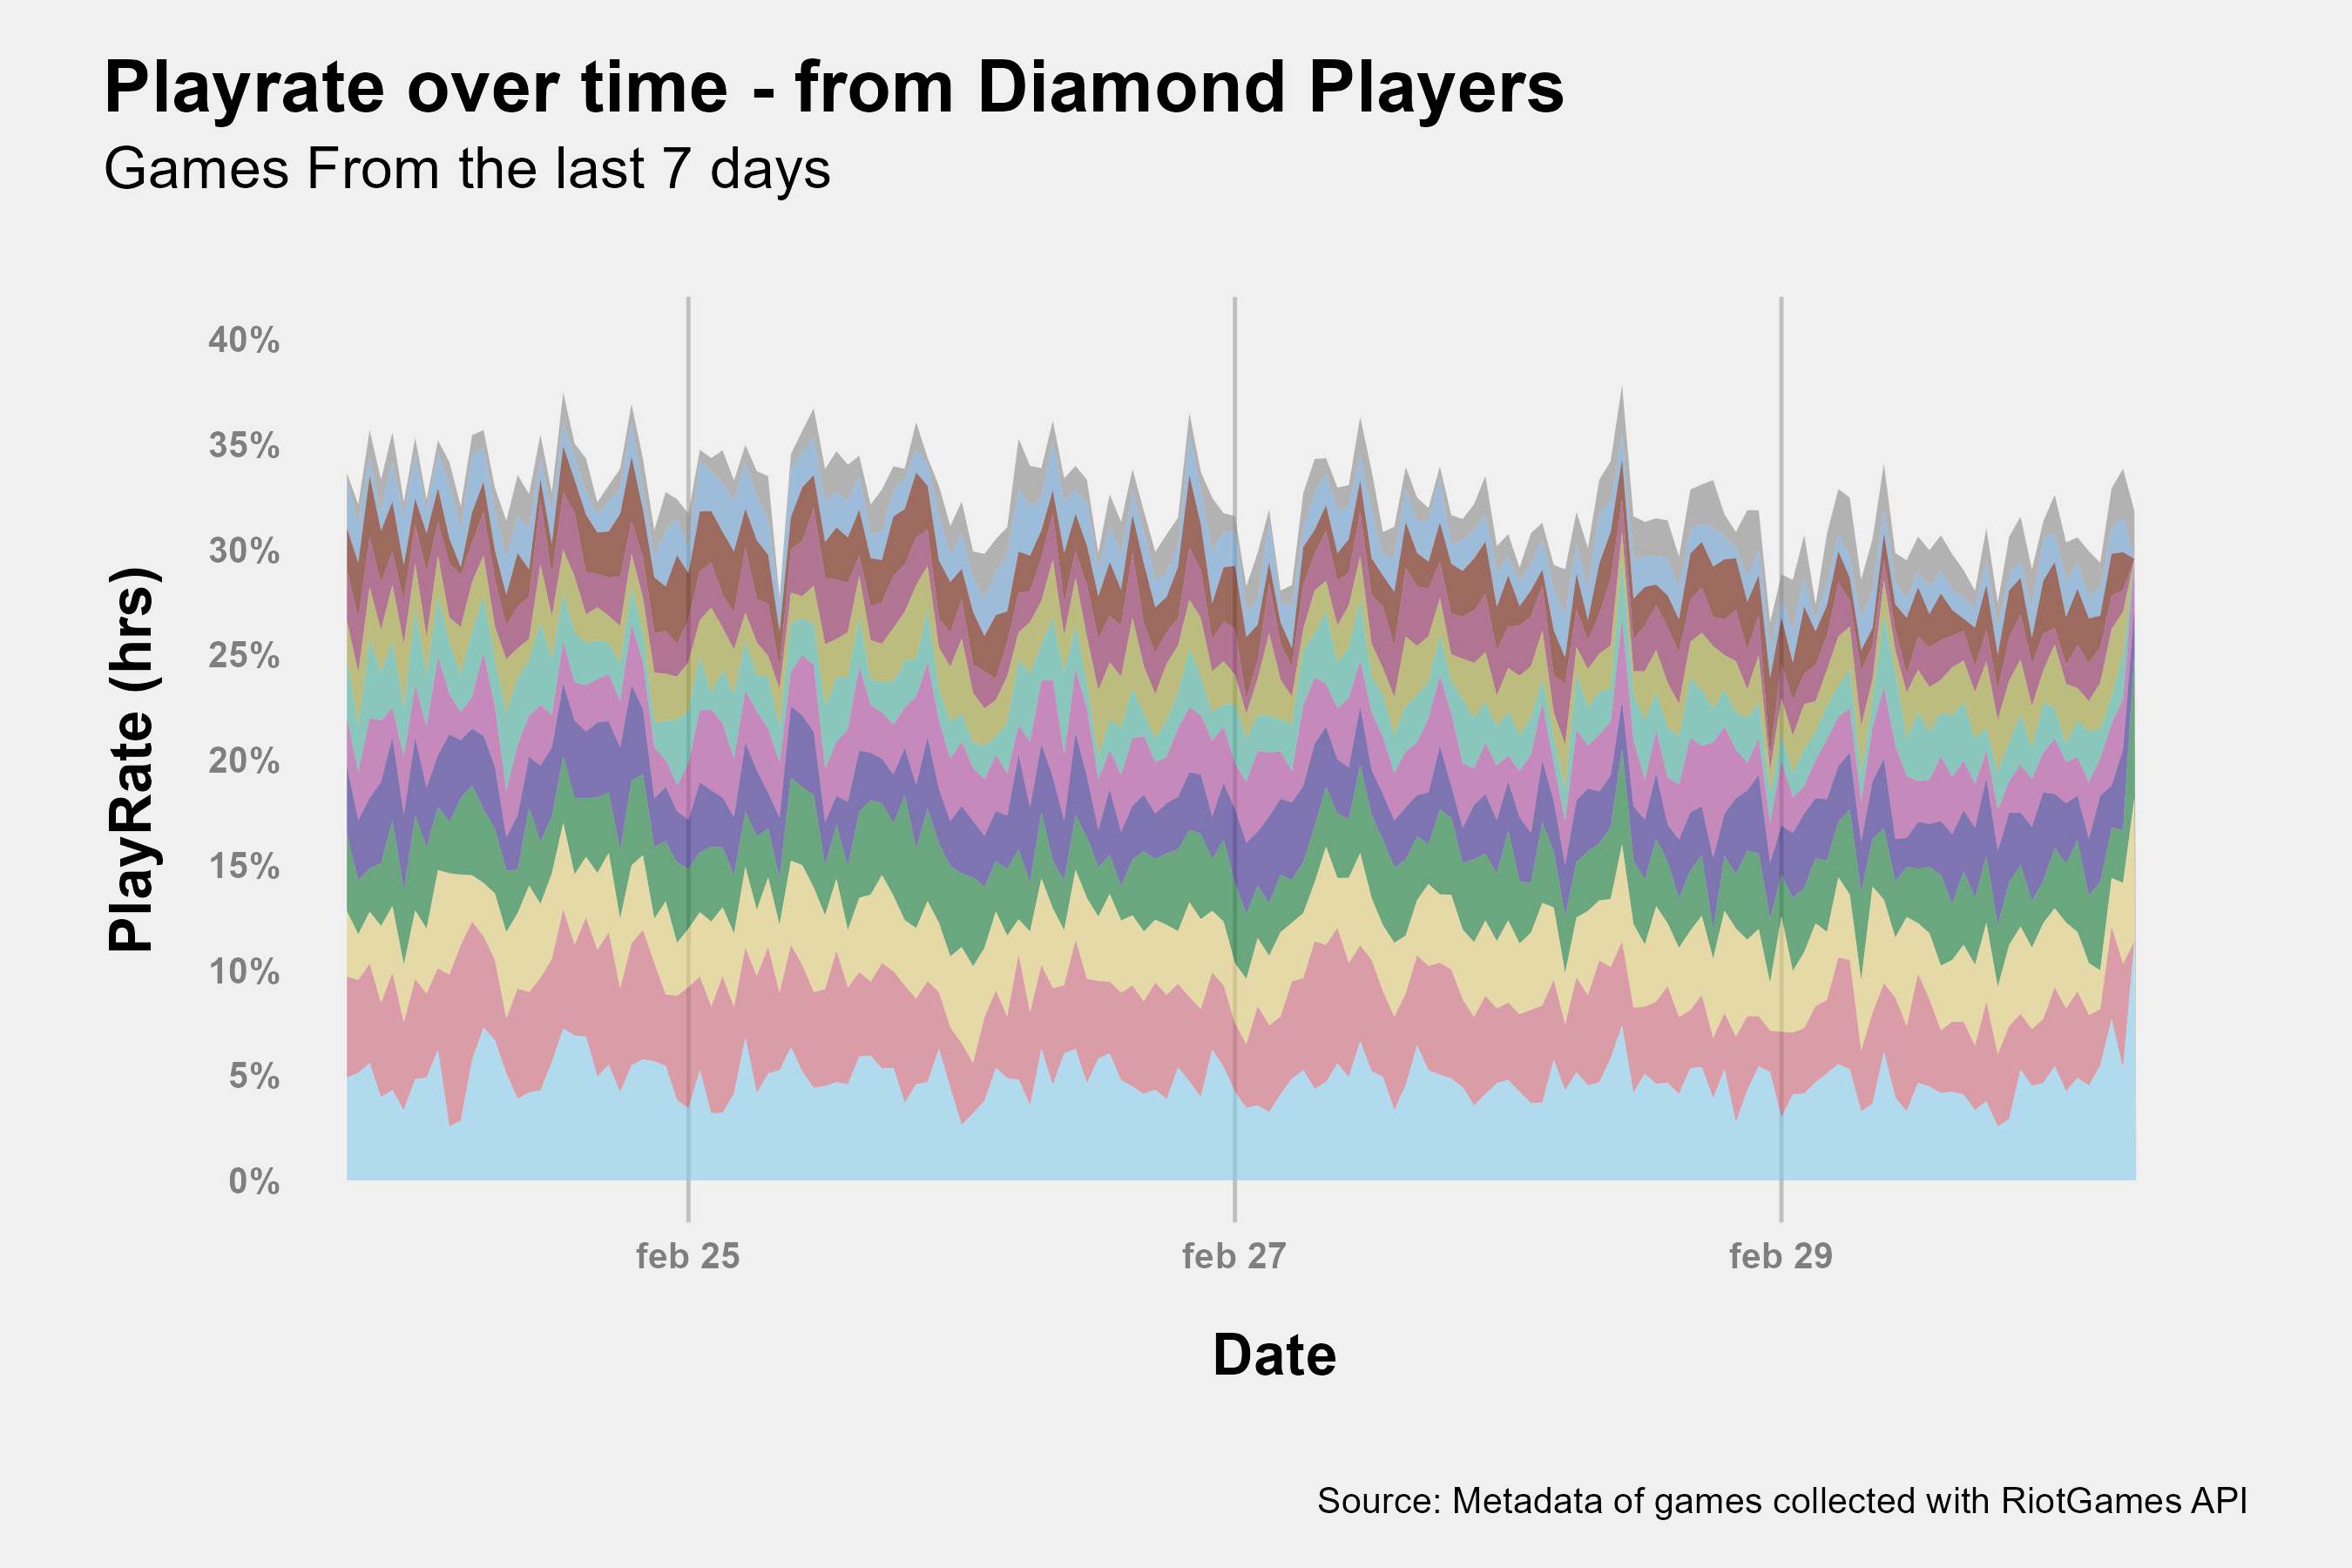 Playrate over time - from Diamond Players
Games From the last 7 days
40%
35%
30%
25%
20%
15%
10%
5%
0%
PlayRate (hrs)
feb 25
feb 27
feb 29
Date
Source: Metadata of games collected with RiotGames API